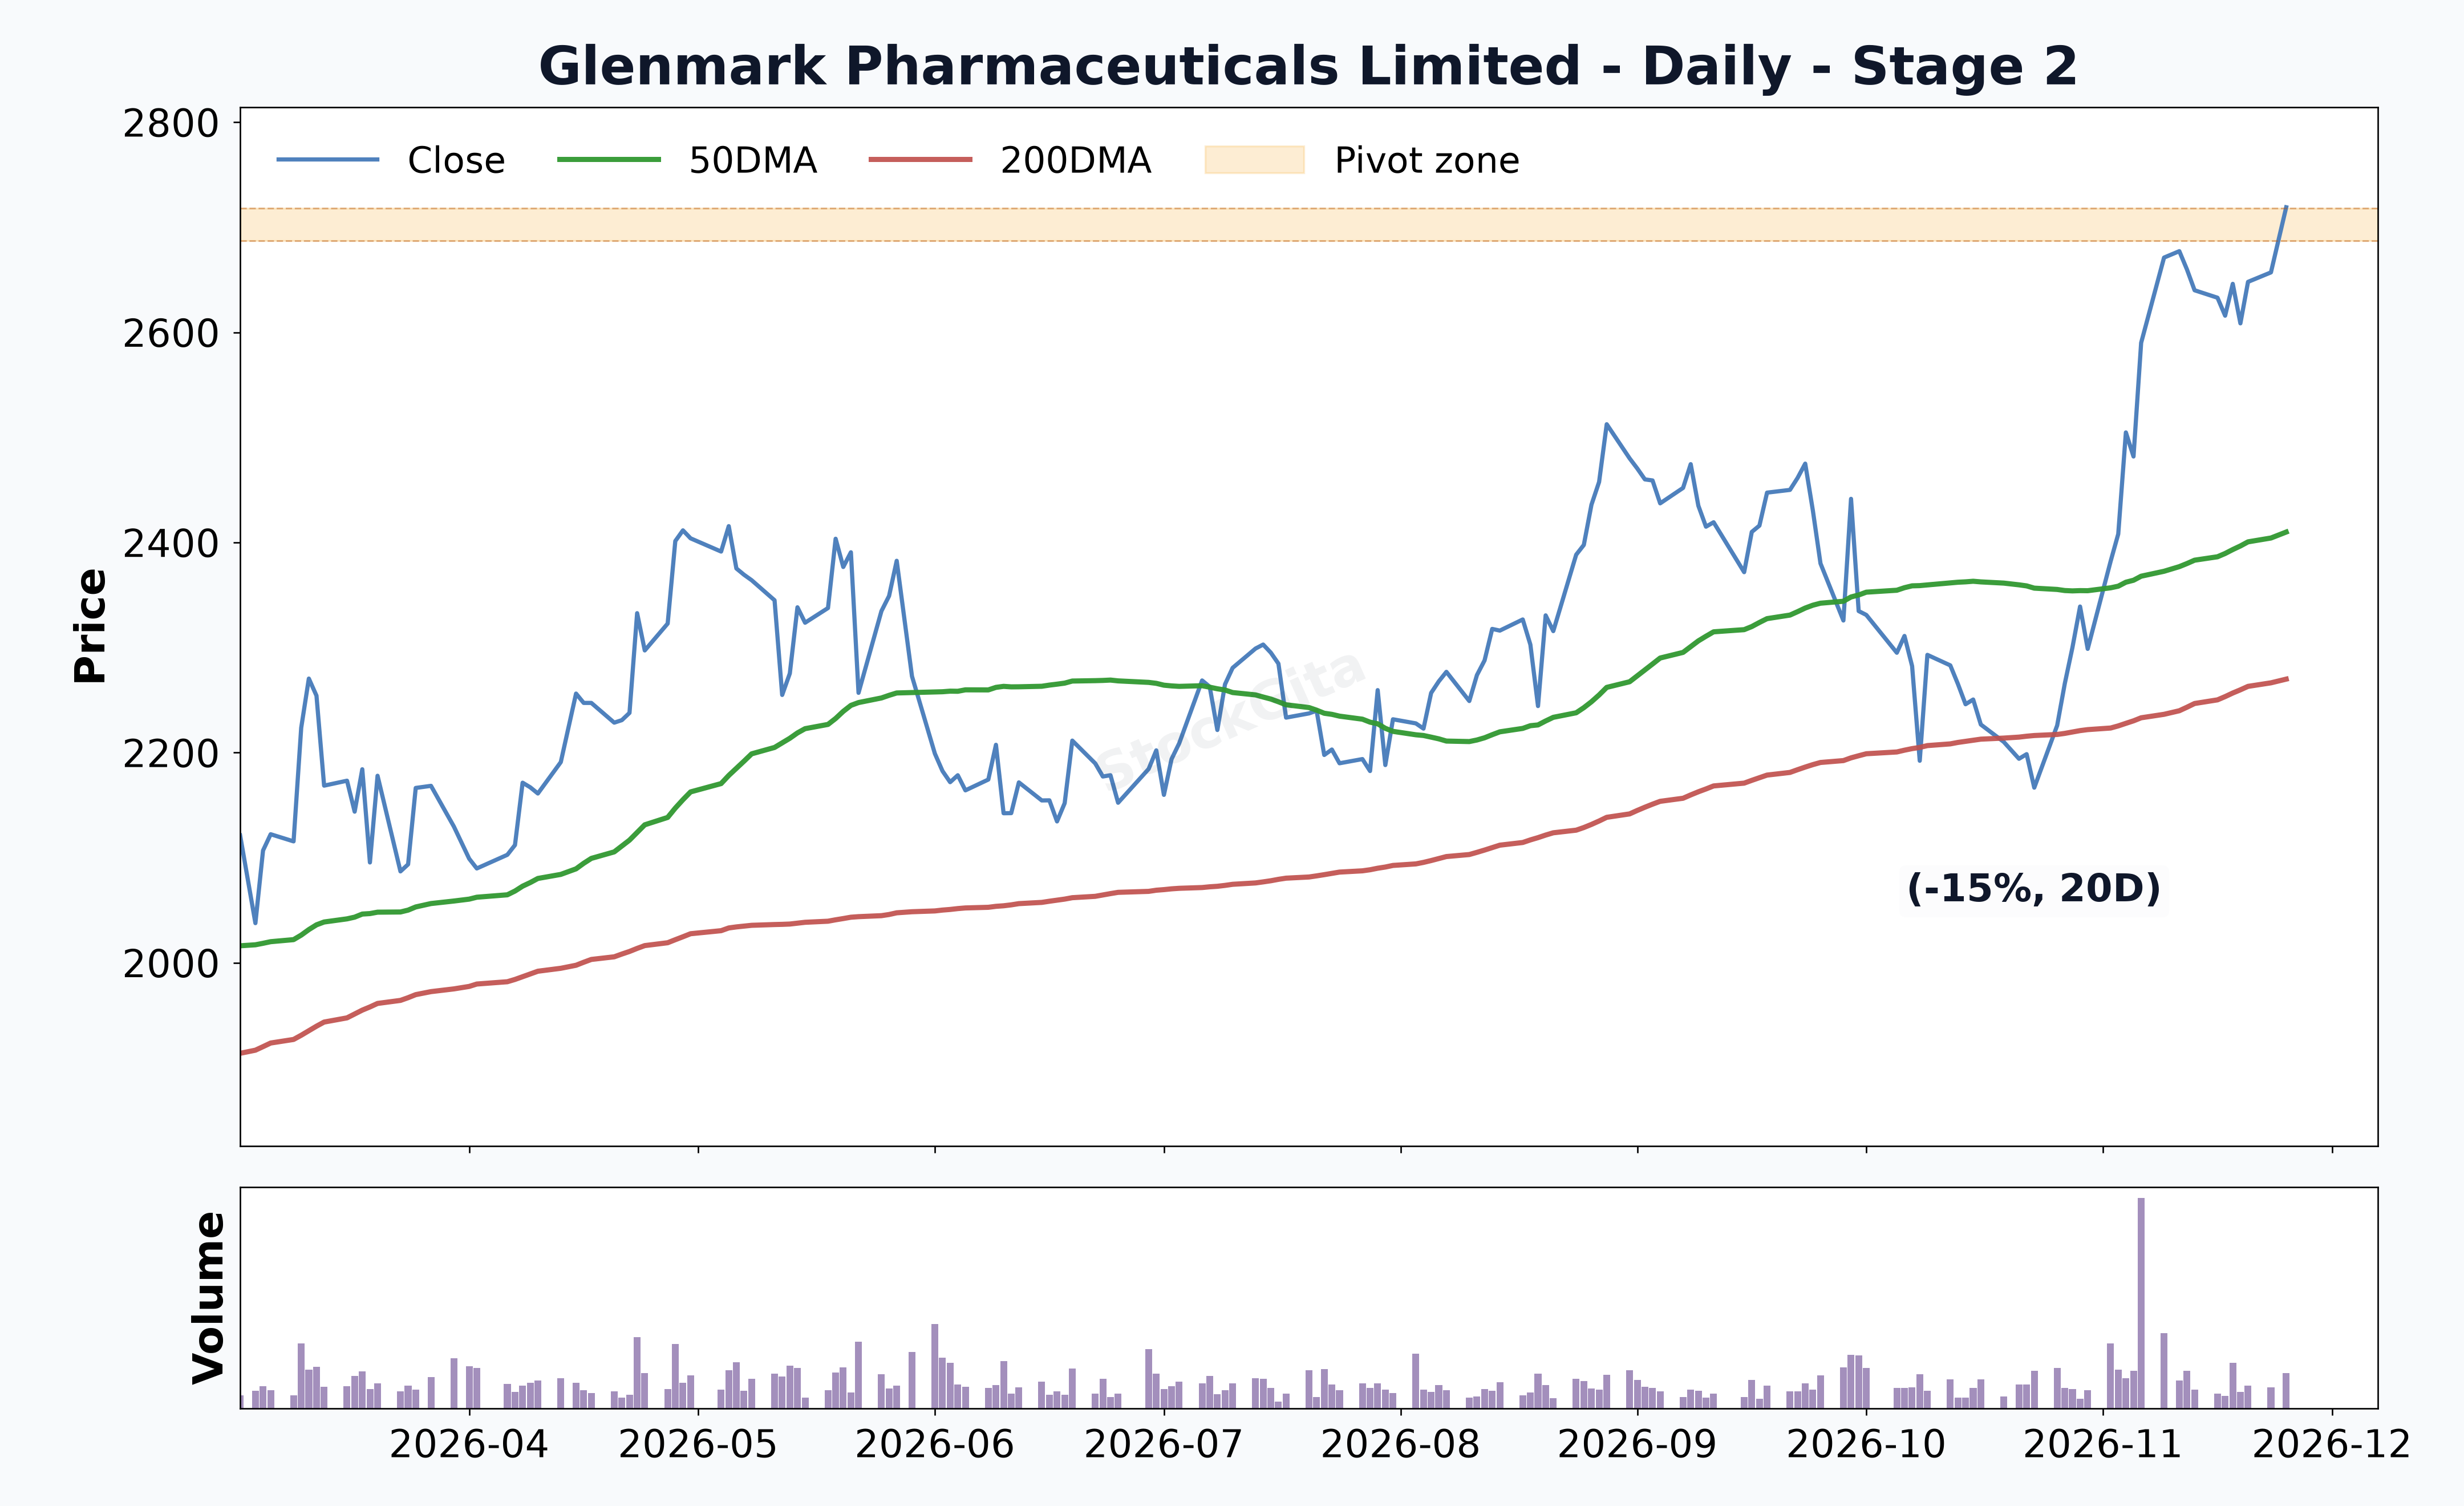 Glenmark Pharmaceuticals Limited - Daily - Stage 2
Close 50DMA 200DMA Pivot zone
2800
2600
2400
2200
2000
Price
StockGita
(-15%, 20D)
Volume
2026-04 2026-05 2026-06 2026-07 2026-08 2026-09 2026-10 2026-11 2026-12